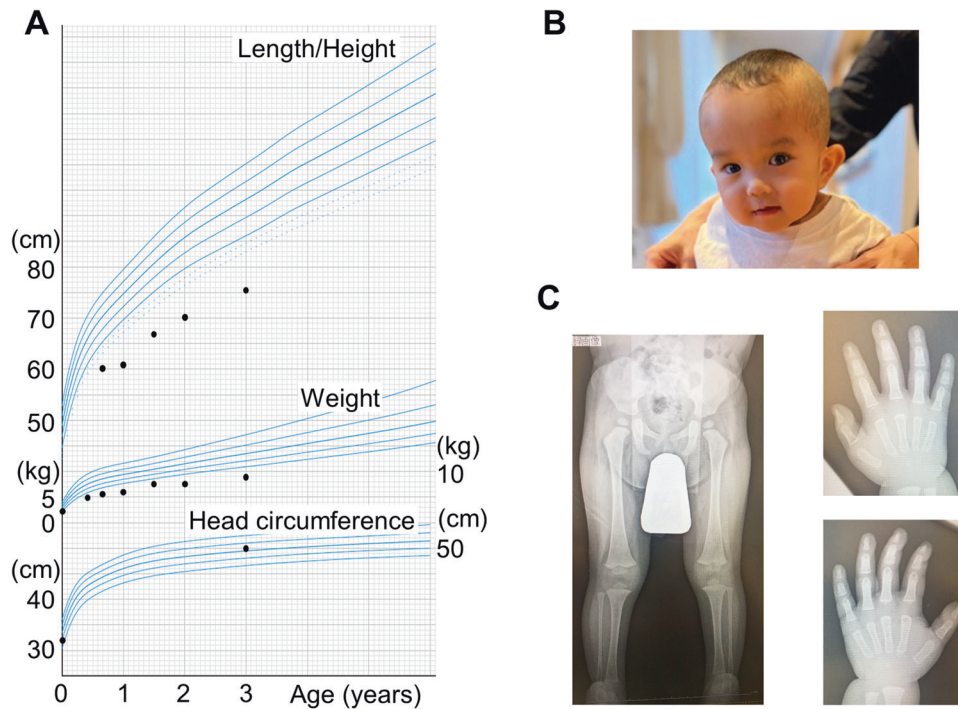 A
Length/Height
(cm)
80
70
60
50
Weight
(kg)
5
0
(kg)
10
Head circumference
(cm)
50
(cm)
40
30
0
1
2
3
Age (years)
B
C